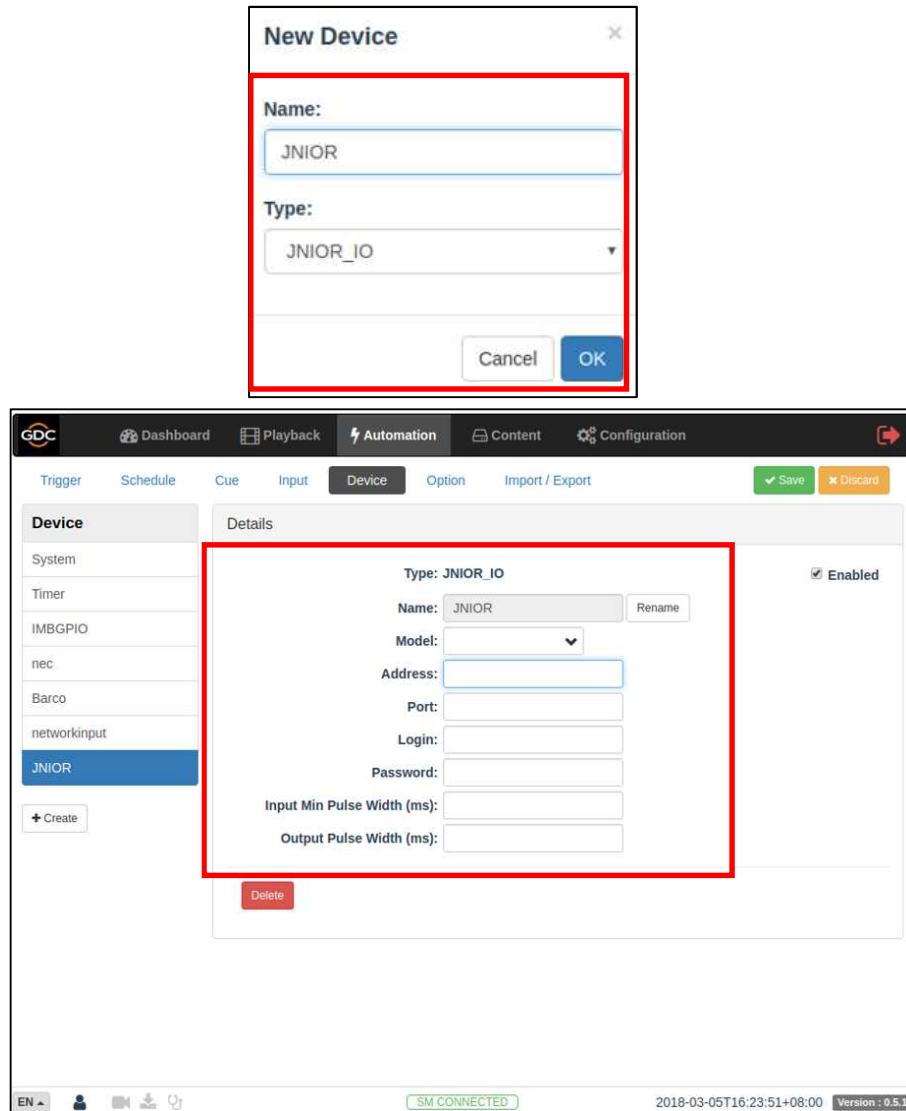 New Device ×
Name:
JNIOR
Type:
JNIOR_IO
Cancel OK
GDC Dashboard Playback Automation Content Configuration
Trigger Schedule Cue Input Device Option Import / Export Save Discard
Device Details
System
Type: JNIOR_IO Enabled
Timer
Name: JNIOR Rename
IMBGPIO
Model:
nec
Address:
Barco
Port:
networkinput
Login:
JNIOR
Password:
Input Min Pulse Width (ms):
Create
Output Pulse Width (ms):
Delete
EN SM CONNECTED 2018-03-05T16:23:51+08:00 Version : 0.5.1